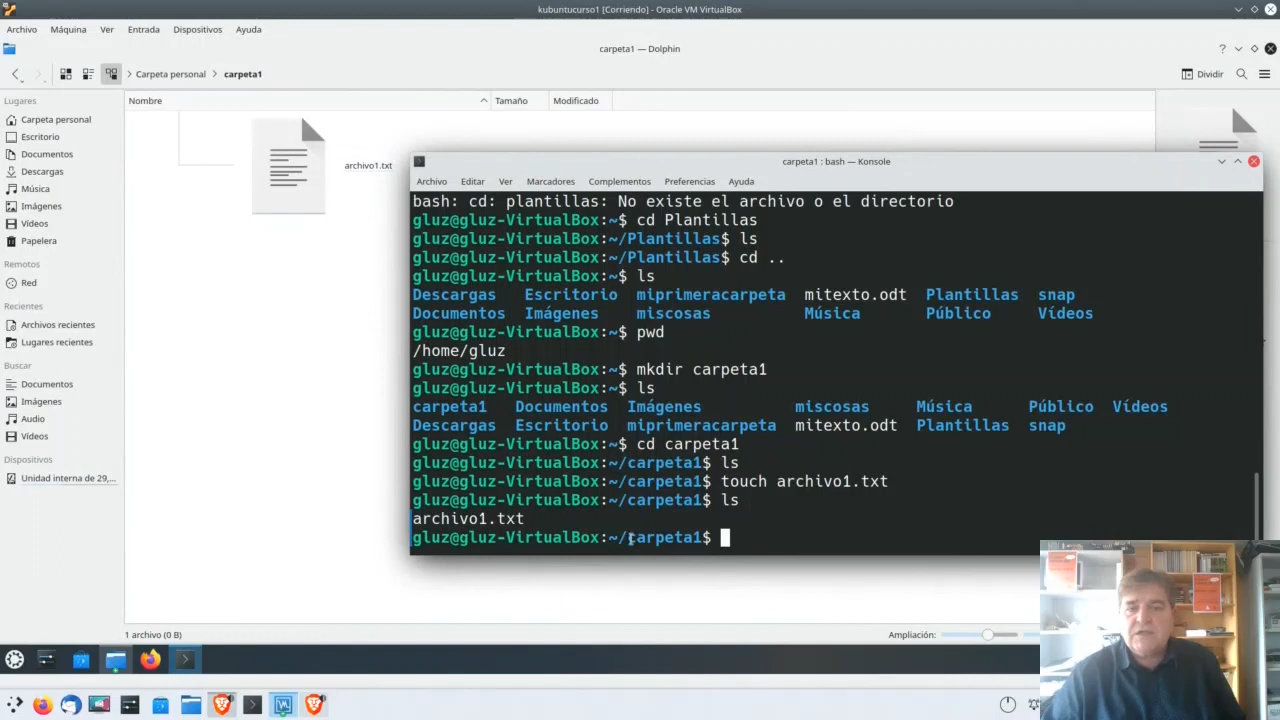 kubuntucurso1 [Corriendo] - Oracle VM VirtualBox
Archivo Máquina Ver Entrada Dispositivos Ayuda
carpeta1 — Dolphin
Carpeta personal carpeta1
Dividir
Lugares
Carpeta personal
Escritorio
Documentos
Descargas
Música
Imágenes
Vídeos
Papelera
Remotos
Red
Recientes
Archivos recientes
Lugares recientes
Buscar
Documentos
Imágenes
Audio
Vídeos
Dispositivos
Unidad interna de 29,...
Nombre Tamaño Modificado
archivo1.txt
carpeta1 : bash — Konsole
Archivo Editar Ver Marcadores Complementos Preferencias Ayuda
bash: cd: plantillas: No existe el archivo o el directorio
gluz@gluz-VirtualBox:~$ cd Plantillas
gluz@gluz-VirtualBox:~/Plantillas$ ls
gluz@gluz-VirtualBox:~/Plantillas$ cd ..
gluz@gluz-VirtualBox:~$ ls
Descargas Escritorio miprimeracarpeta mitexto.odt Plantillas snap
Documentos Imágenes miscosas Música Público Vídeos
gluz@gluz-VirtualBox:~$ pwd
/home/gluz
gluz@gluz-VirtualBox:~$ mkdir carpeta1
gluz@gluz-VirtualBox:~$ ls
carpeta1 Documentos Imágenes miscosas Música Público Vídeos
Descargas Escritorio miprimeracarpeta mitexto.odt Plantillas snap
gluz@gluz-VirtualBox:~$ cd carpeta1
gluz@gluz-VirtualBox:~/carpeta1$ ls
gluz@gluz-VirtualBox:~/carpeta1$ touch archivo1.txt
gluz@gluz-VirtualBox:~/carpeta1$ ls
archivo1.txt
gluz@gluz-VirtualBox:~/carpeta1$
1 archivo (0 B)
Ampliación: